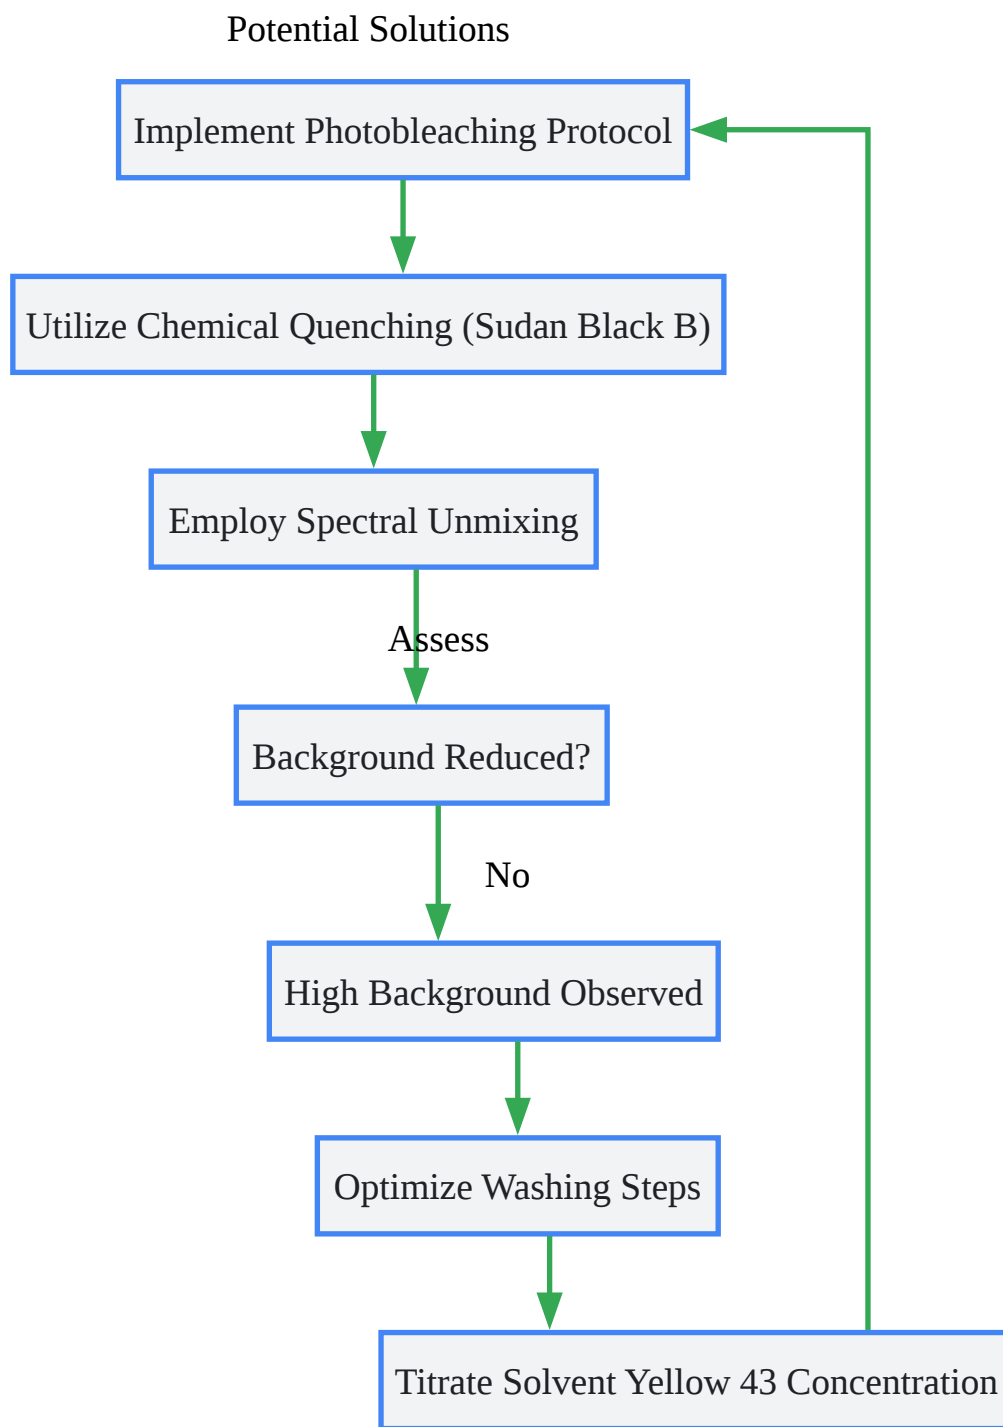 Potential Solutions
Implement Photobleaching Protocol
Utilize Chemical Quenching (Sudan Black B)
Employ Spectral Unmixing
Assess
Background Reduced?
No
High Background Observed
Optimize Washing Steps
Titrate Solvent Yellow 43 Concentration